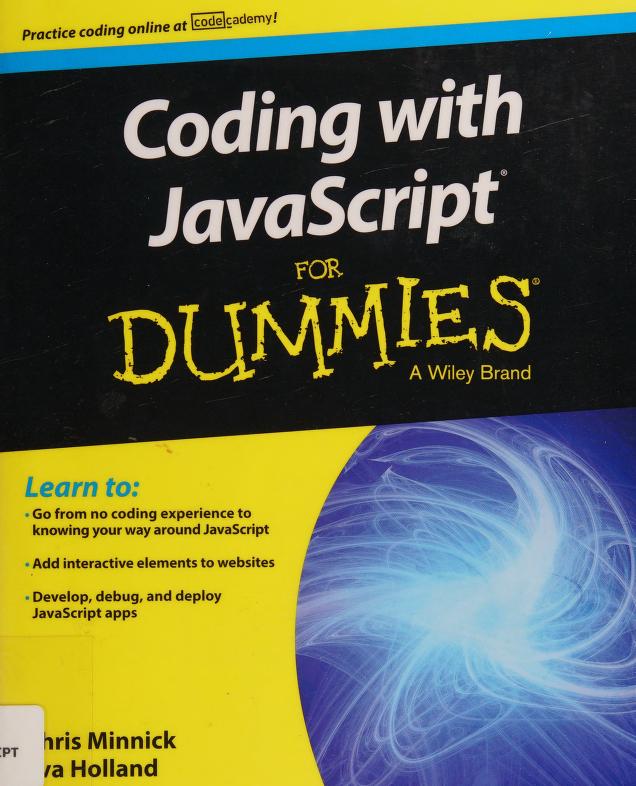 Practice coding online at codecademy!
Coding with
JavaScript®
FOR
DUMMIES®
A Wiley Brand
Learn to:
• Go from no coding experience to
knowing your way around JavaScript
• Add interactive elements to websites
• Develop, debug, and deploy
JavaScript apps
hris Minnick
va Holland
IPT